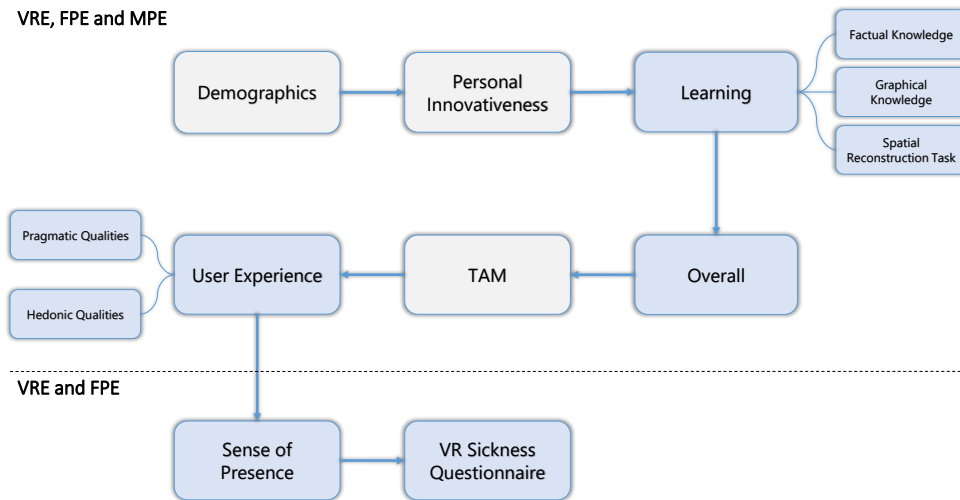 VRE, FPE and MPE
Demographics
Personal
Innovativeness
Learning
Factual Knowledge
Graphical
Knowledge
Spatial
Reconstruction Task
Pragmatic Qualities
Hedonic Qualities
User Experience
TAM
Overall
VRE and FPE
Sense of
Presence
VR Sickness
Questionnaire